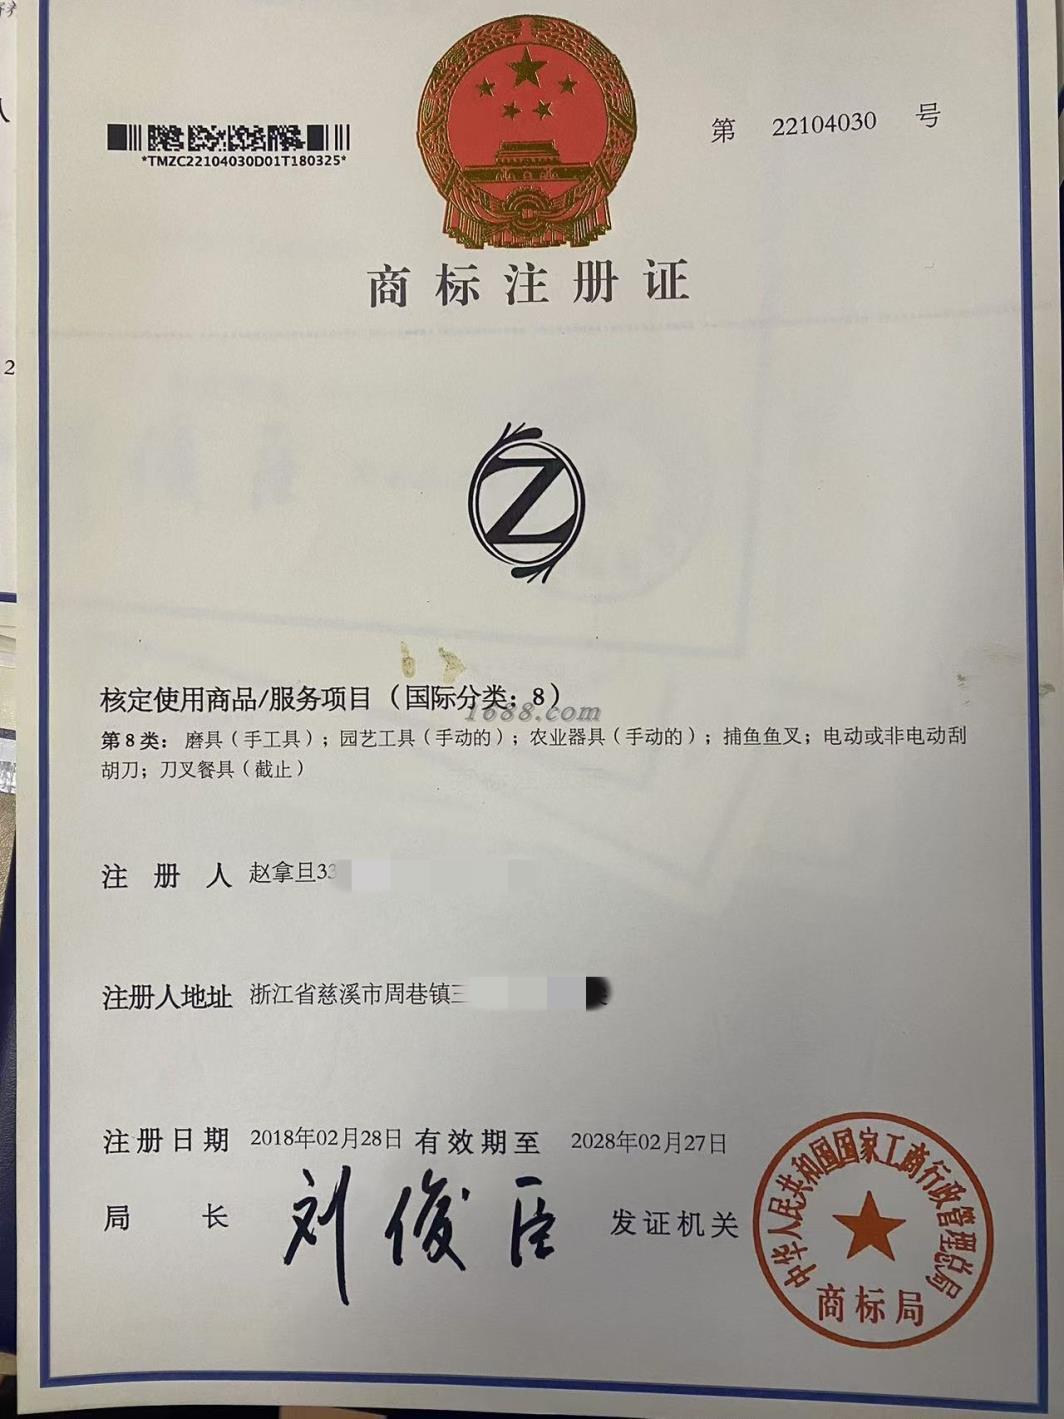 *TMZC22104030D01T180325*
第 22104030 号
商标注册证
Z
核定使用商品/服务项目（国际分类：8）
1688.com
第8类：磨具（手工具）；园艺工具（手动的）；农业器具（手动的）；捕鱼鱼叉；电动或非电动刮
胡刀；刀叉餐具（截止）
注册人 赵拿旦33
注册人地址 浙江省慈溪市周巷镇三
注册日期 2018年02月28日 有效期至 2028年02月27日
局长 刘俊臣 发证机关
中华人民共和国国家工商行政管理总局
商标局